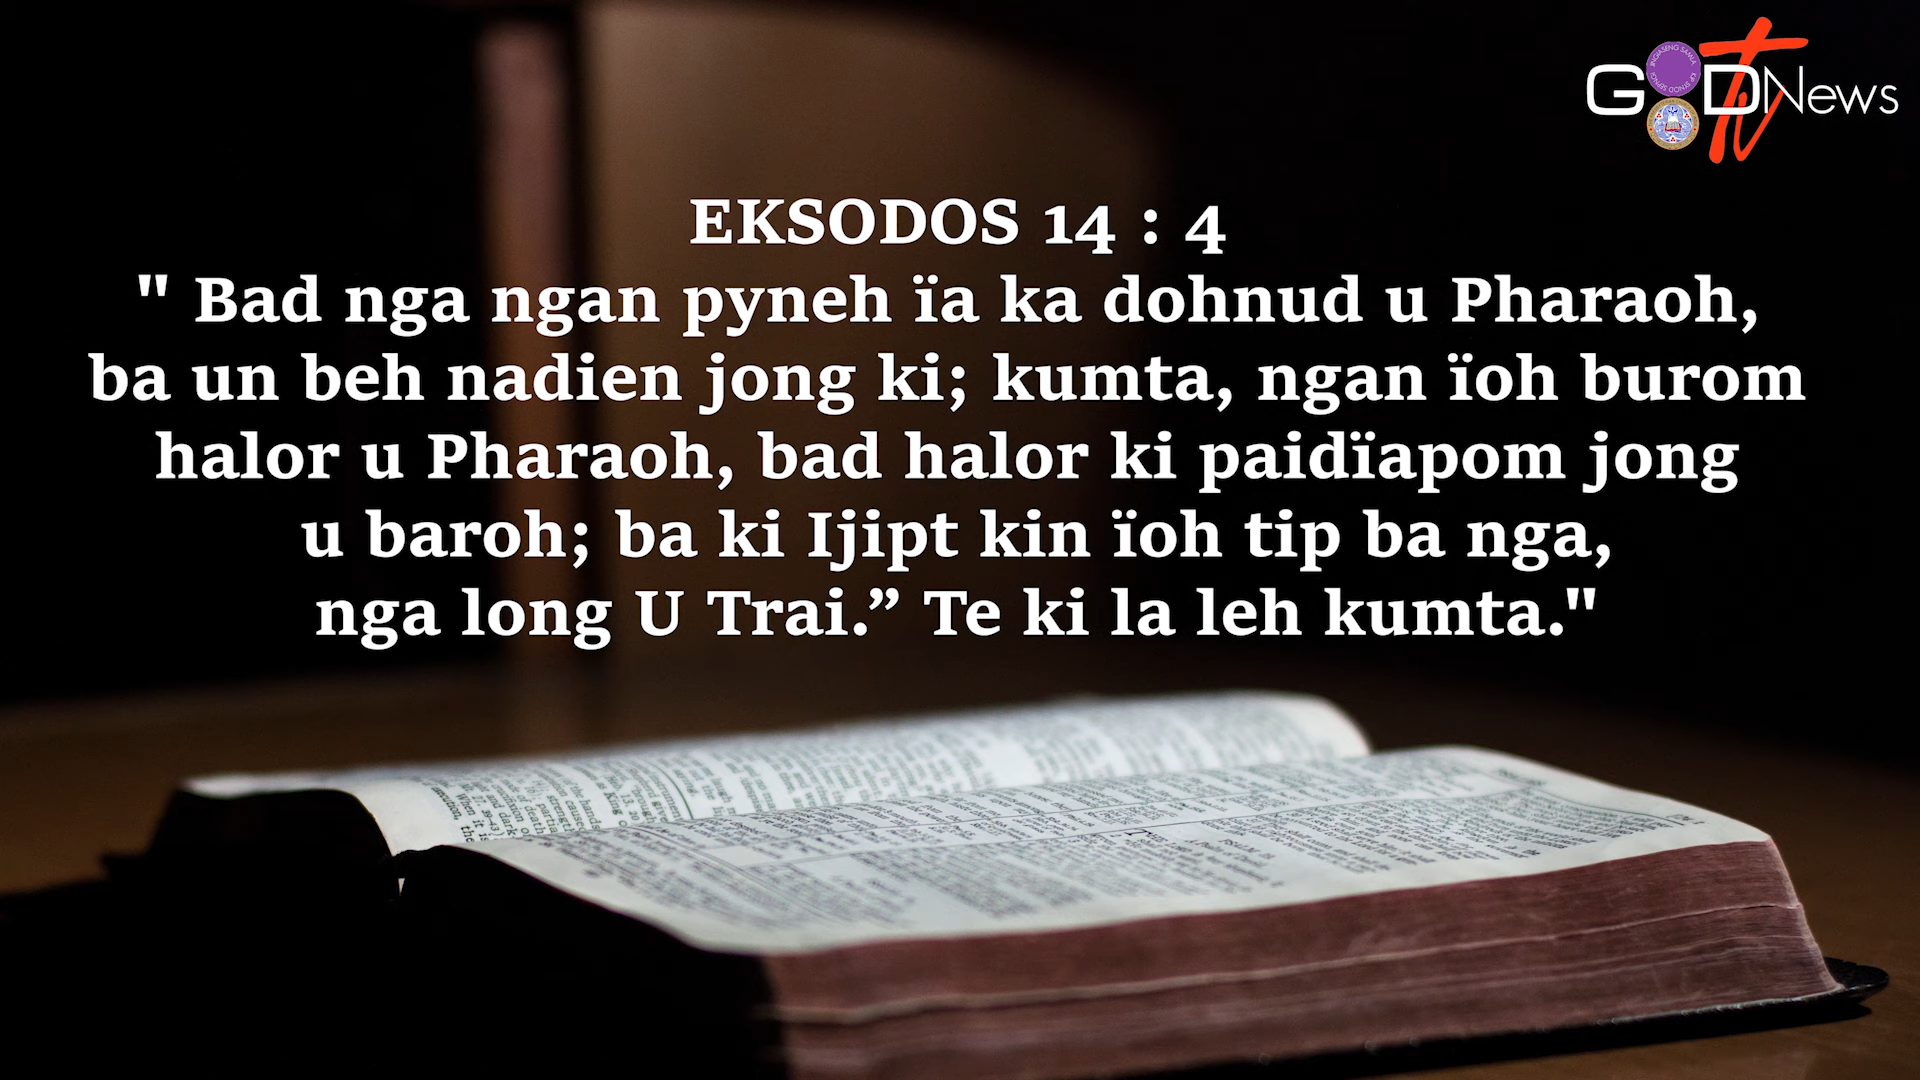 GOD TV News
EKSODOS 14 : 4
" Bad nga ngan pyneh ïa ka dohnud u Pharaoh,
ba un beh nadien jong ki; kumta, ngan ïoh burom
halor u Pharaoh, bad halor ki paidïapom jong
u baroh; ba ki Ijipt kin ïoh tip ba nga,
nga long U Trai.” Te ki la leh kumta."